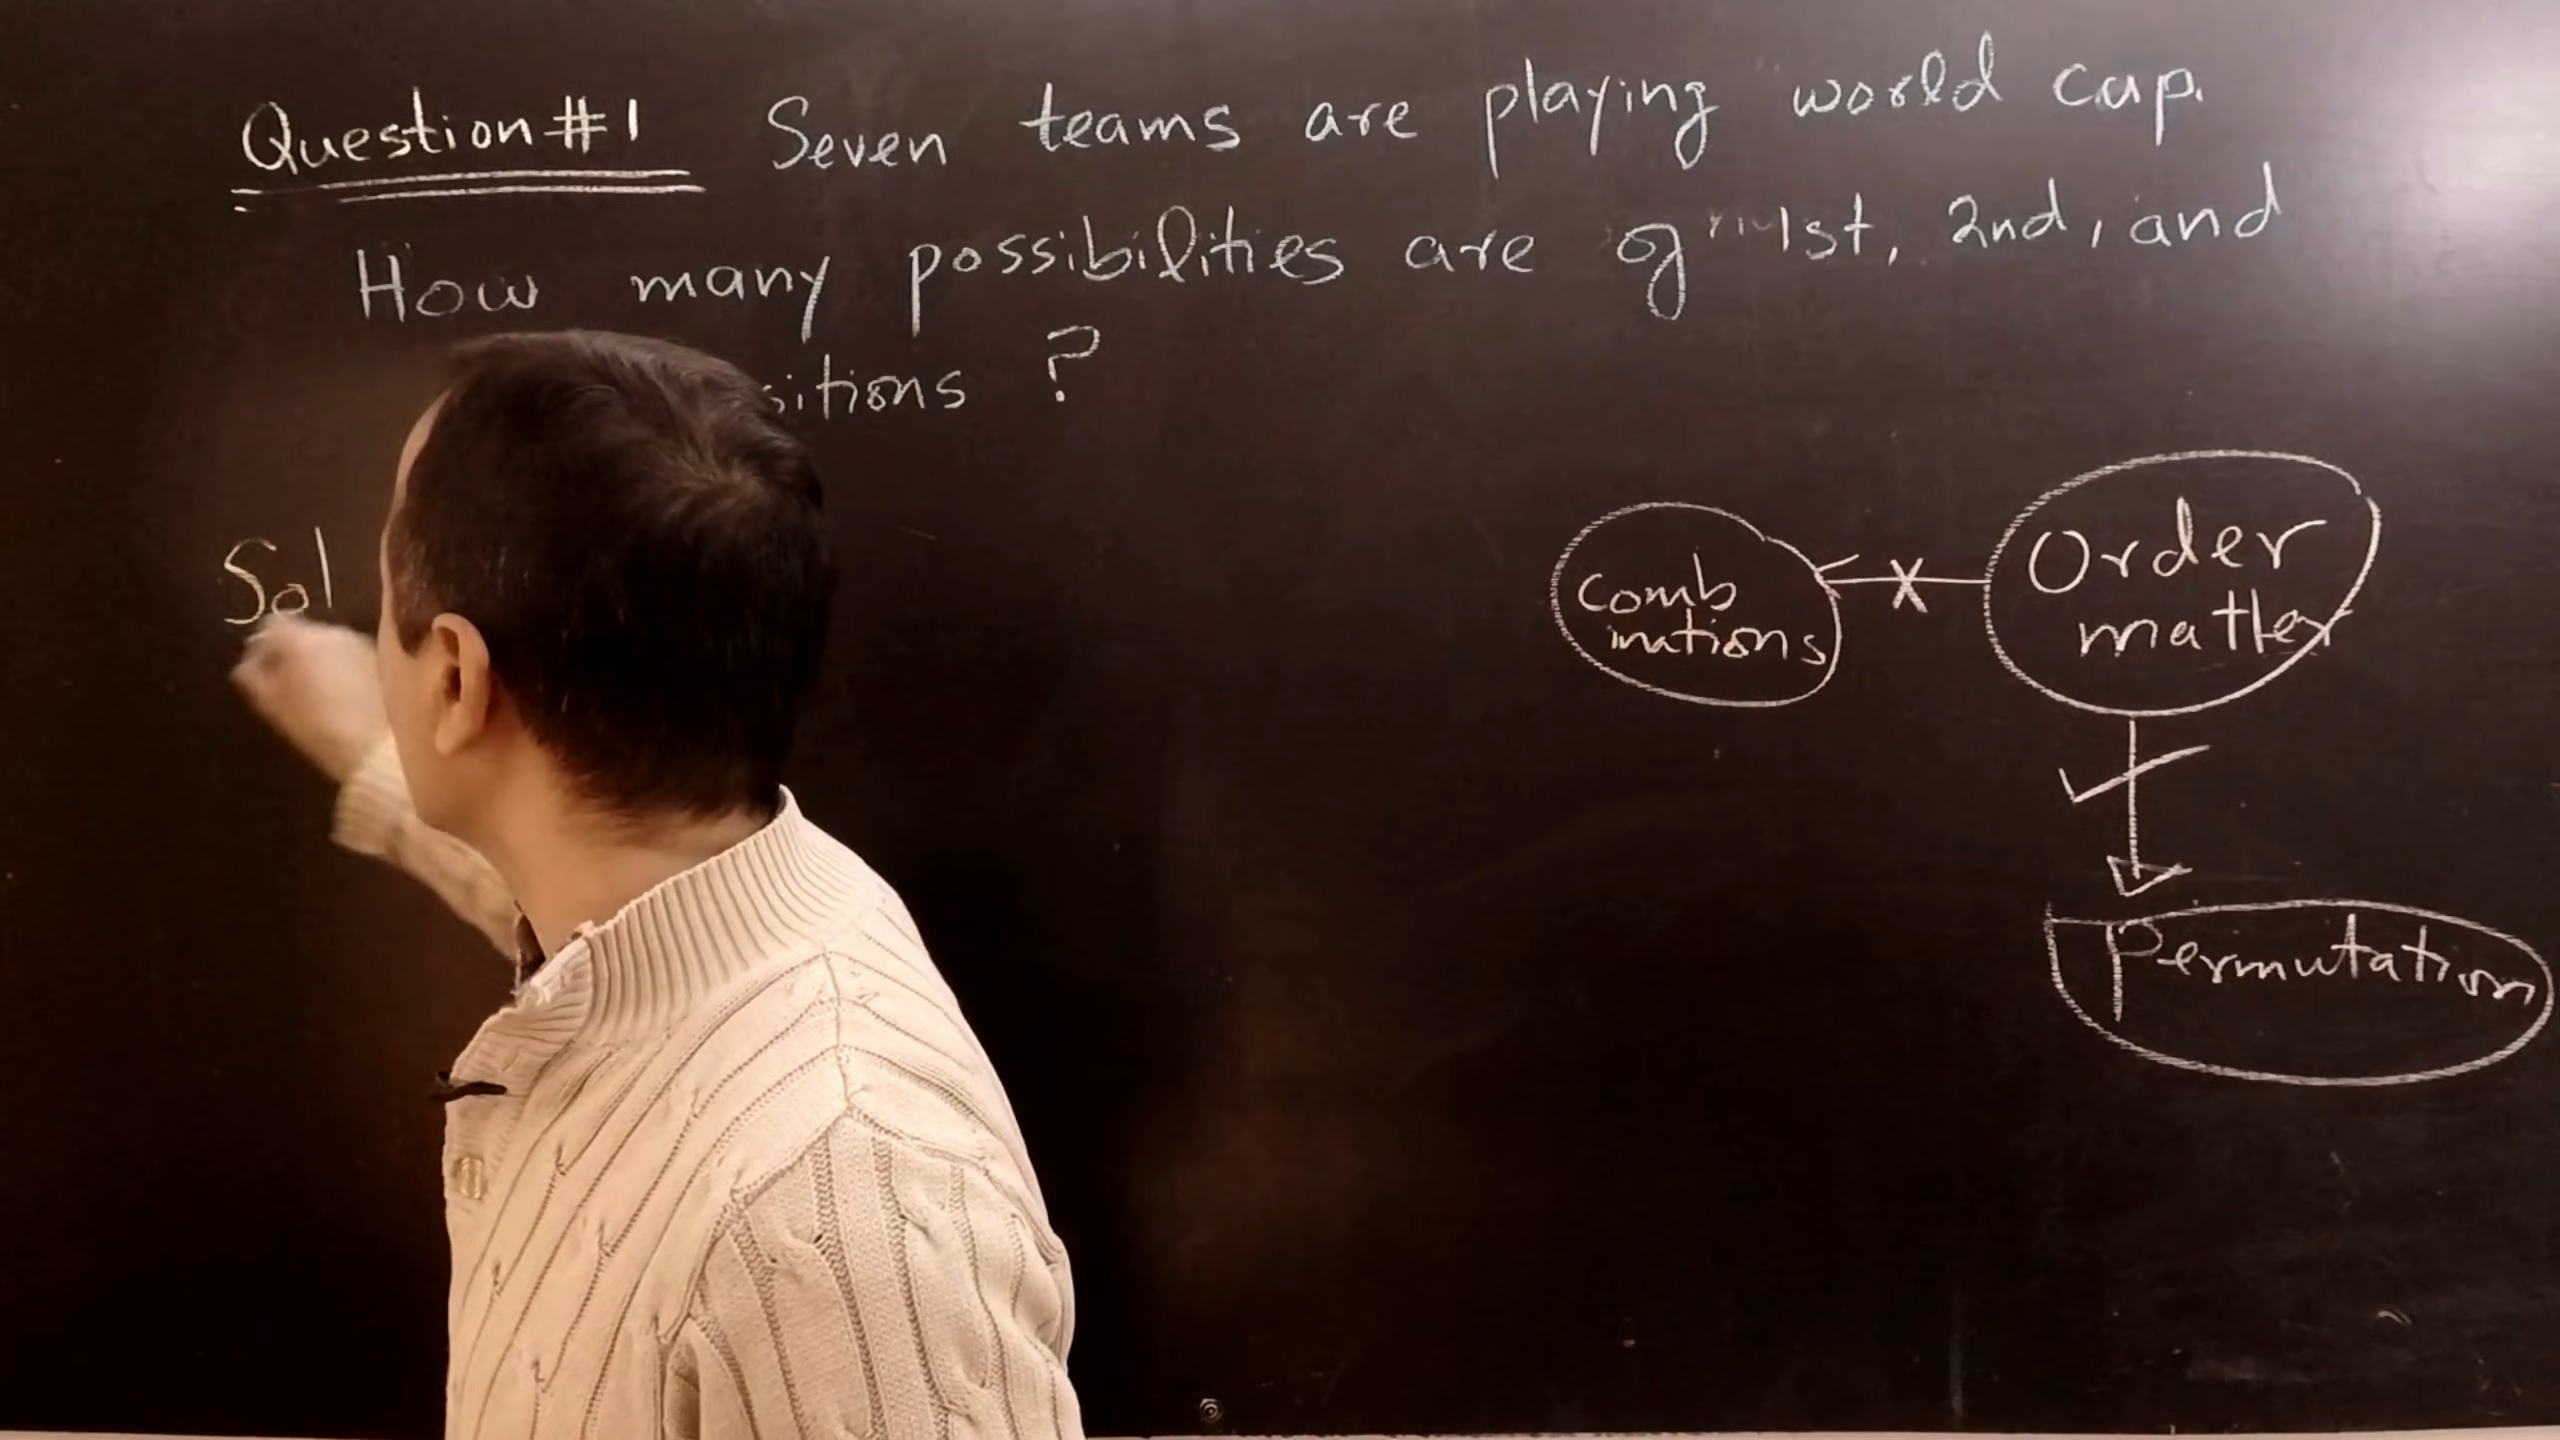 Question #1 Seven teams are playing world cup.
How many possibilities are of 1st, 2nd, and
sitions ?
Sol
Comb
inations
X
Order
matter
Permutation